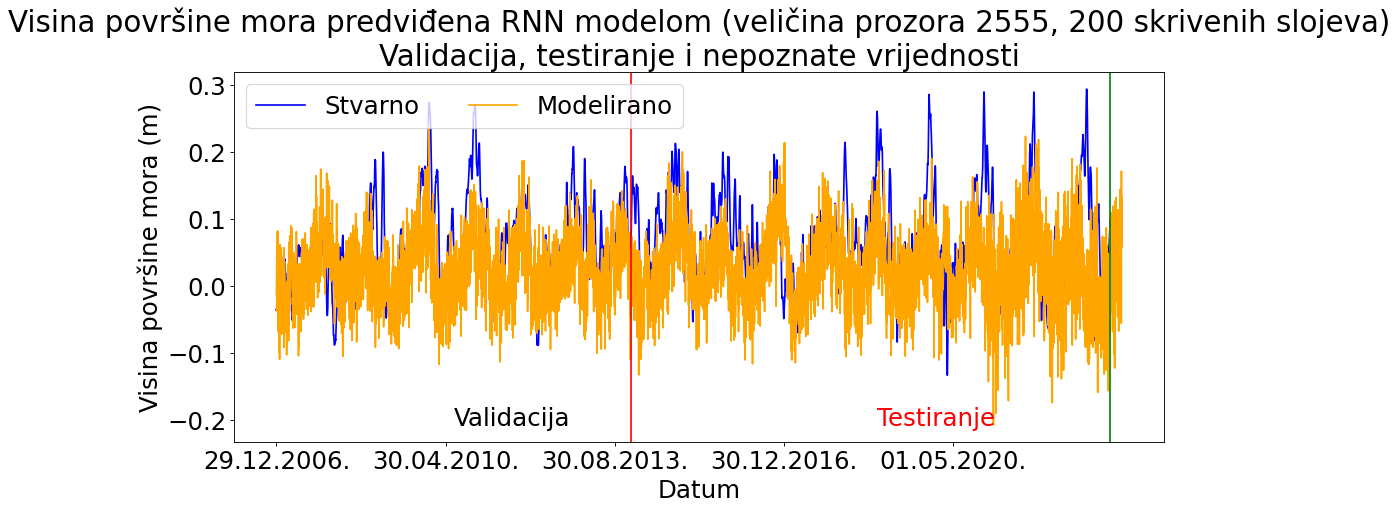 Visina površine mora predviđena RNN modelom (veličina prozora 2555, 200 skrivenih slojeva)
Validacija, testiranje i nepoznate vrijednosti
Stvarno
Modelirano
Visina površine mora (m)
0.3
0.2
0.1
0.0
−0.1
−0.2
Validacija
Testiranje
29.12.2006.
30.04.2010.
30.08.2013.
30.12.2016.
01.05.2020.
Datum